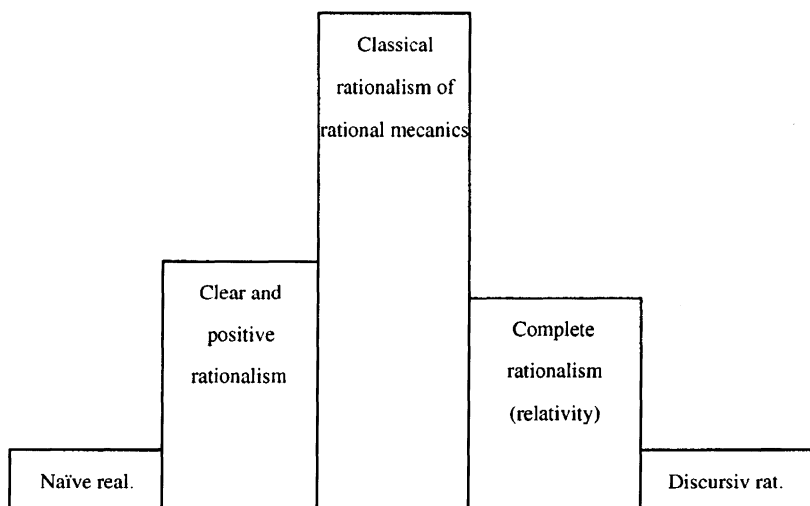 Classical
rationalism of
rational mecanics
Clear and
positive
rationalism
Complete
rationalism
(relativity)
Naïve real.
Discursiv rat.